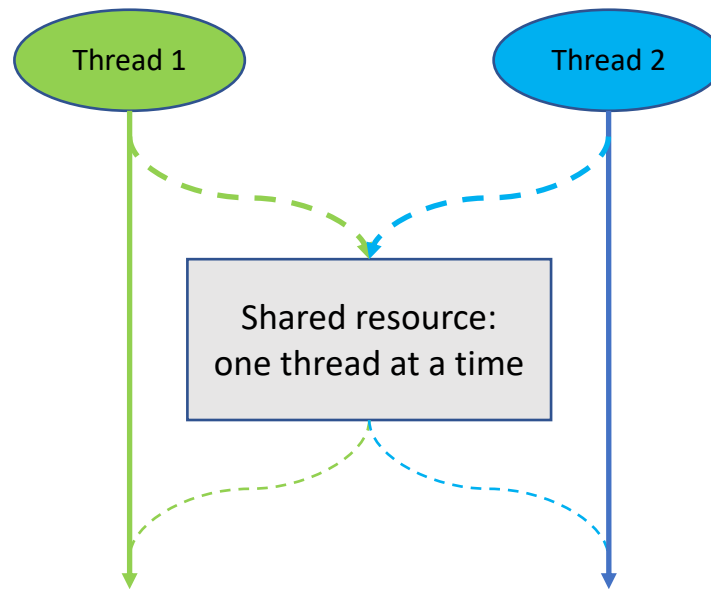 Thread 1
Thread 2
Shared resource:
one thread at a time